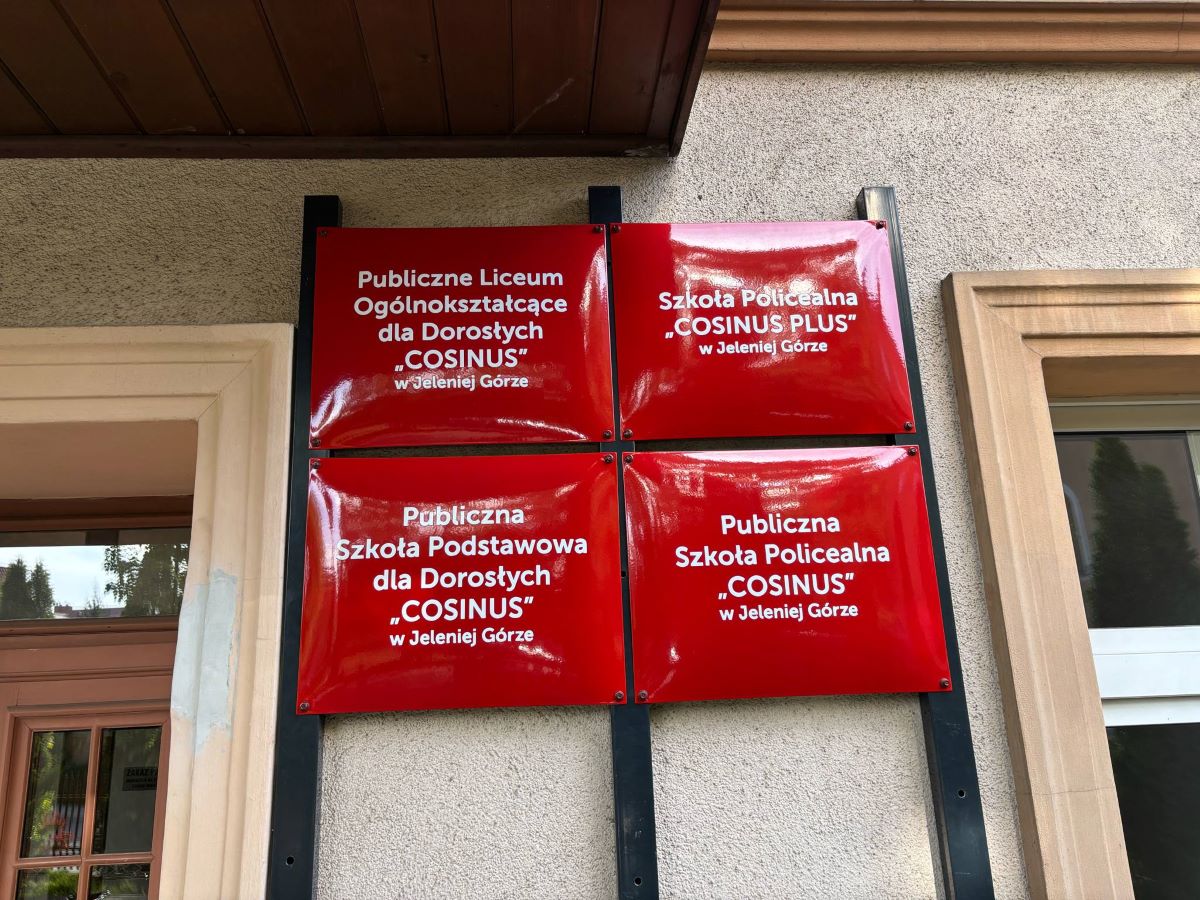 Publiczne Liceum
Ogólnokształcące
dla Dorosłych
„COSINUS”
w Jeleniej Górze
Szkoła Policealna
„COSINUS PLUS”
w Jeleniej Górze
Publiczna
Szkoła Podstawowa
dla Dorosłych
„COSINUS”
w Jeleniej Górze
Publiczna
Szkoła Policealna
„COSINUS”
w Jeleniej Górze